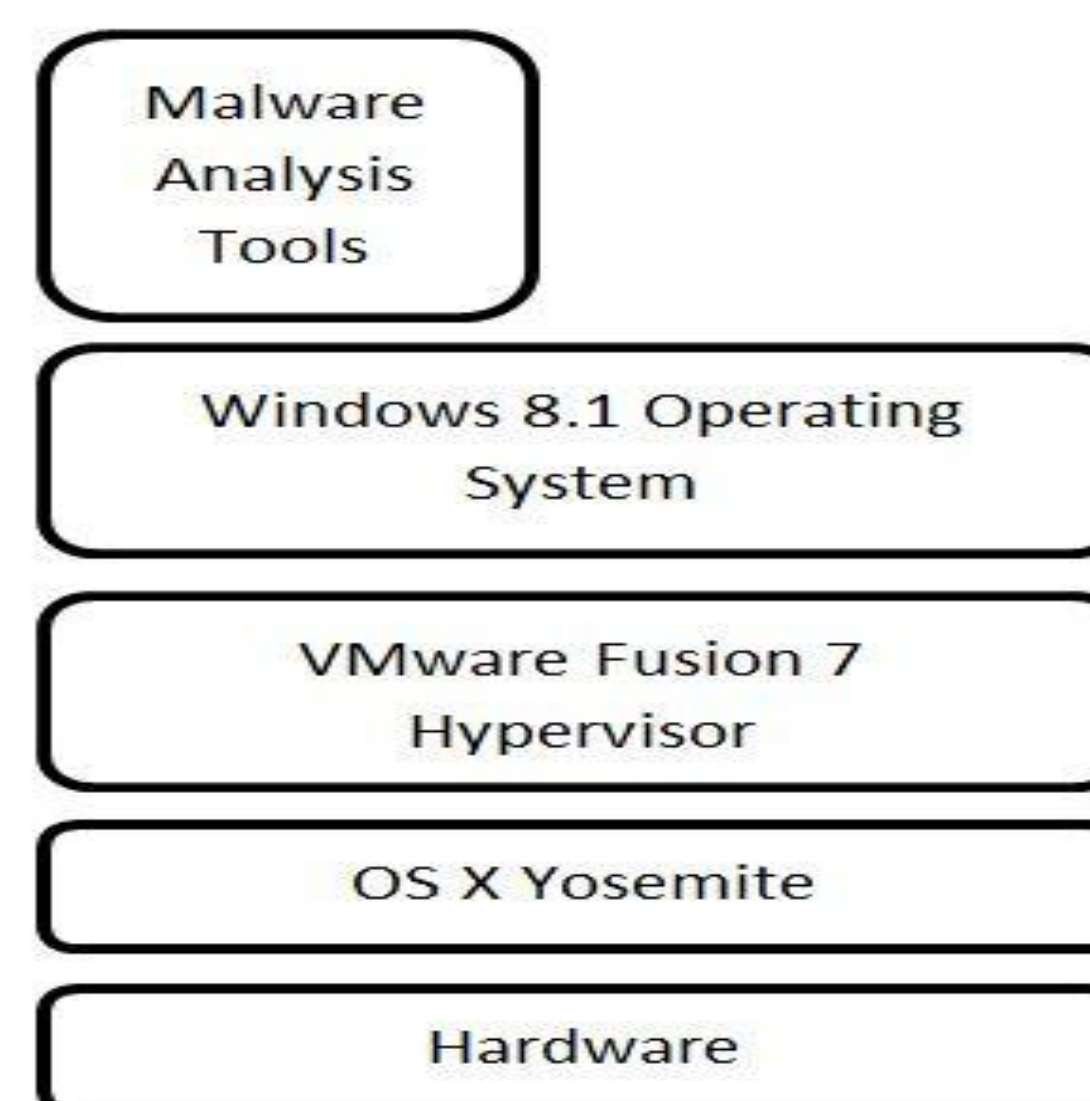 Malware
Analysis
Tools
Windows 8.1 Operating
System
VMware Fusion 7
Hypervisor
OS X Yosemite
Hardware